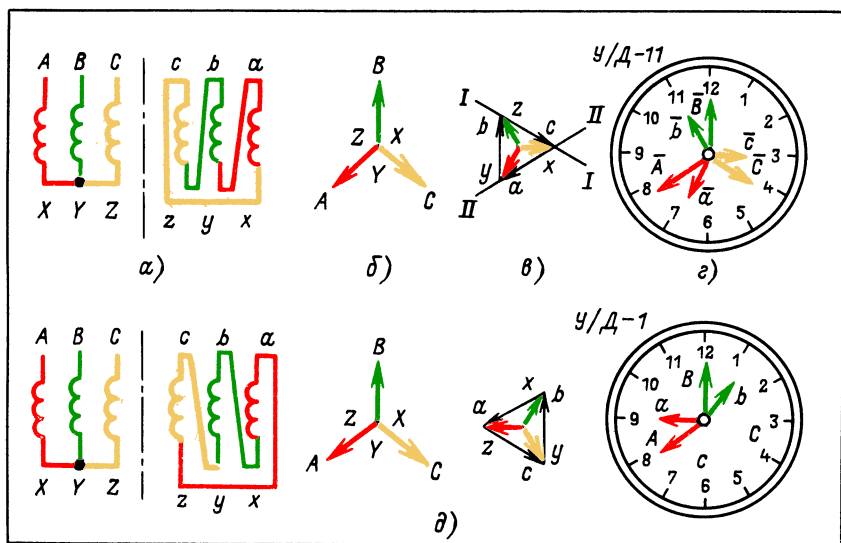 A B C c b a
X Y Z z y x
а)
B
Z X
Y
A C
б)
I z c II
b
y a x
II I
в)
У/Д-11
12 1 2 3 4 5 6 7 8 9 10 11
B̅ b̅ c̅ C̅ A̅ a̅
г)
A B C c b a
X Y Z z y x
B
Z X
Y
A C
x b
a
z y
c
У/Д-1
12 1 2 3 4 5 6 7 8 9 10 11
B b a A C c
д)